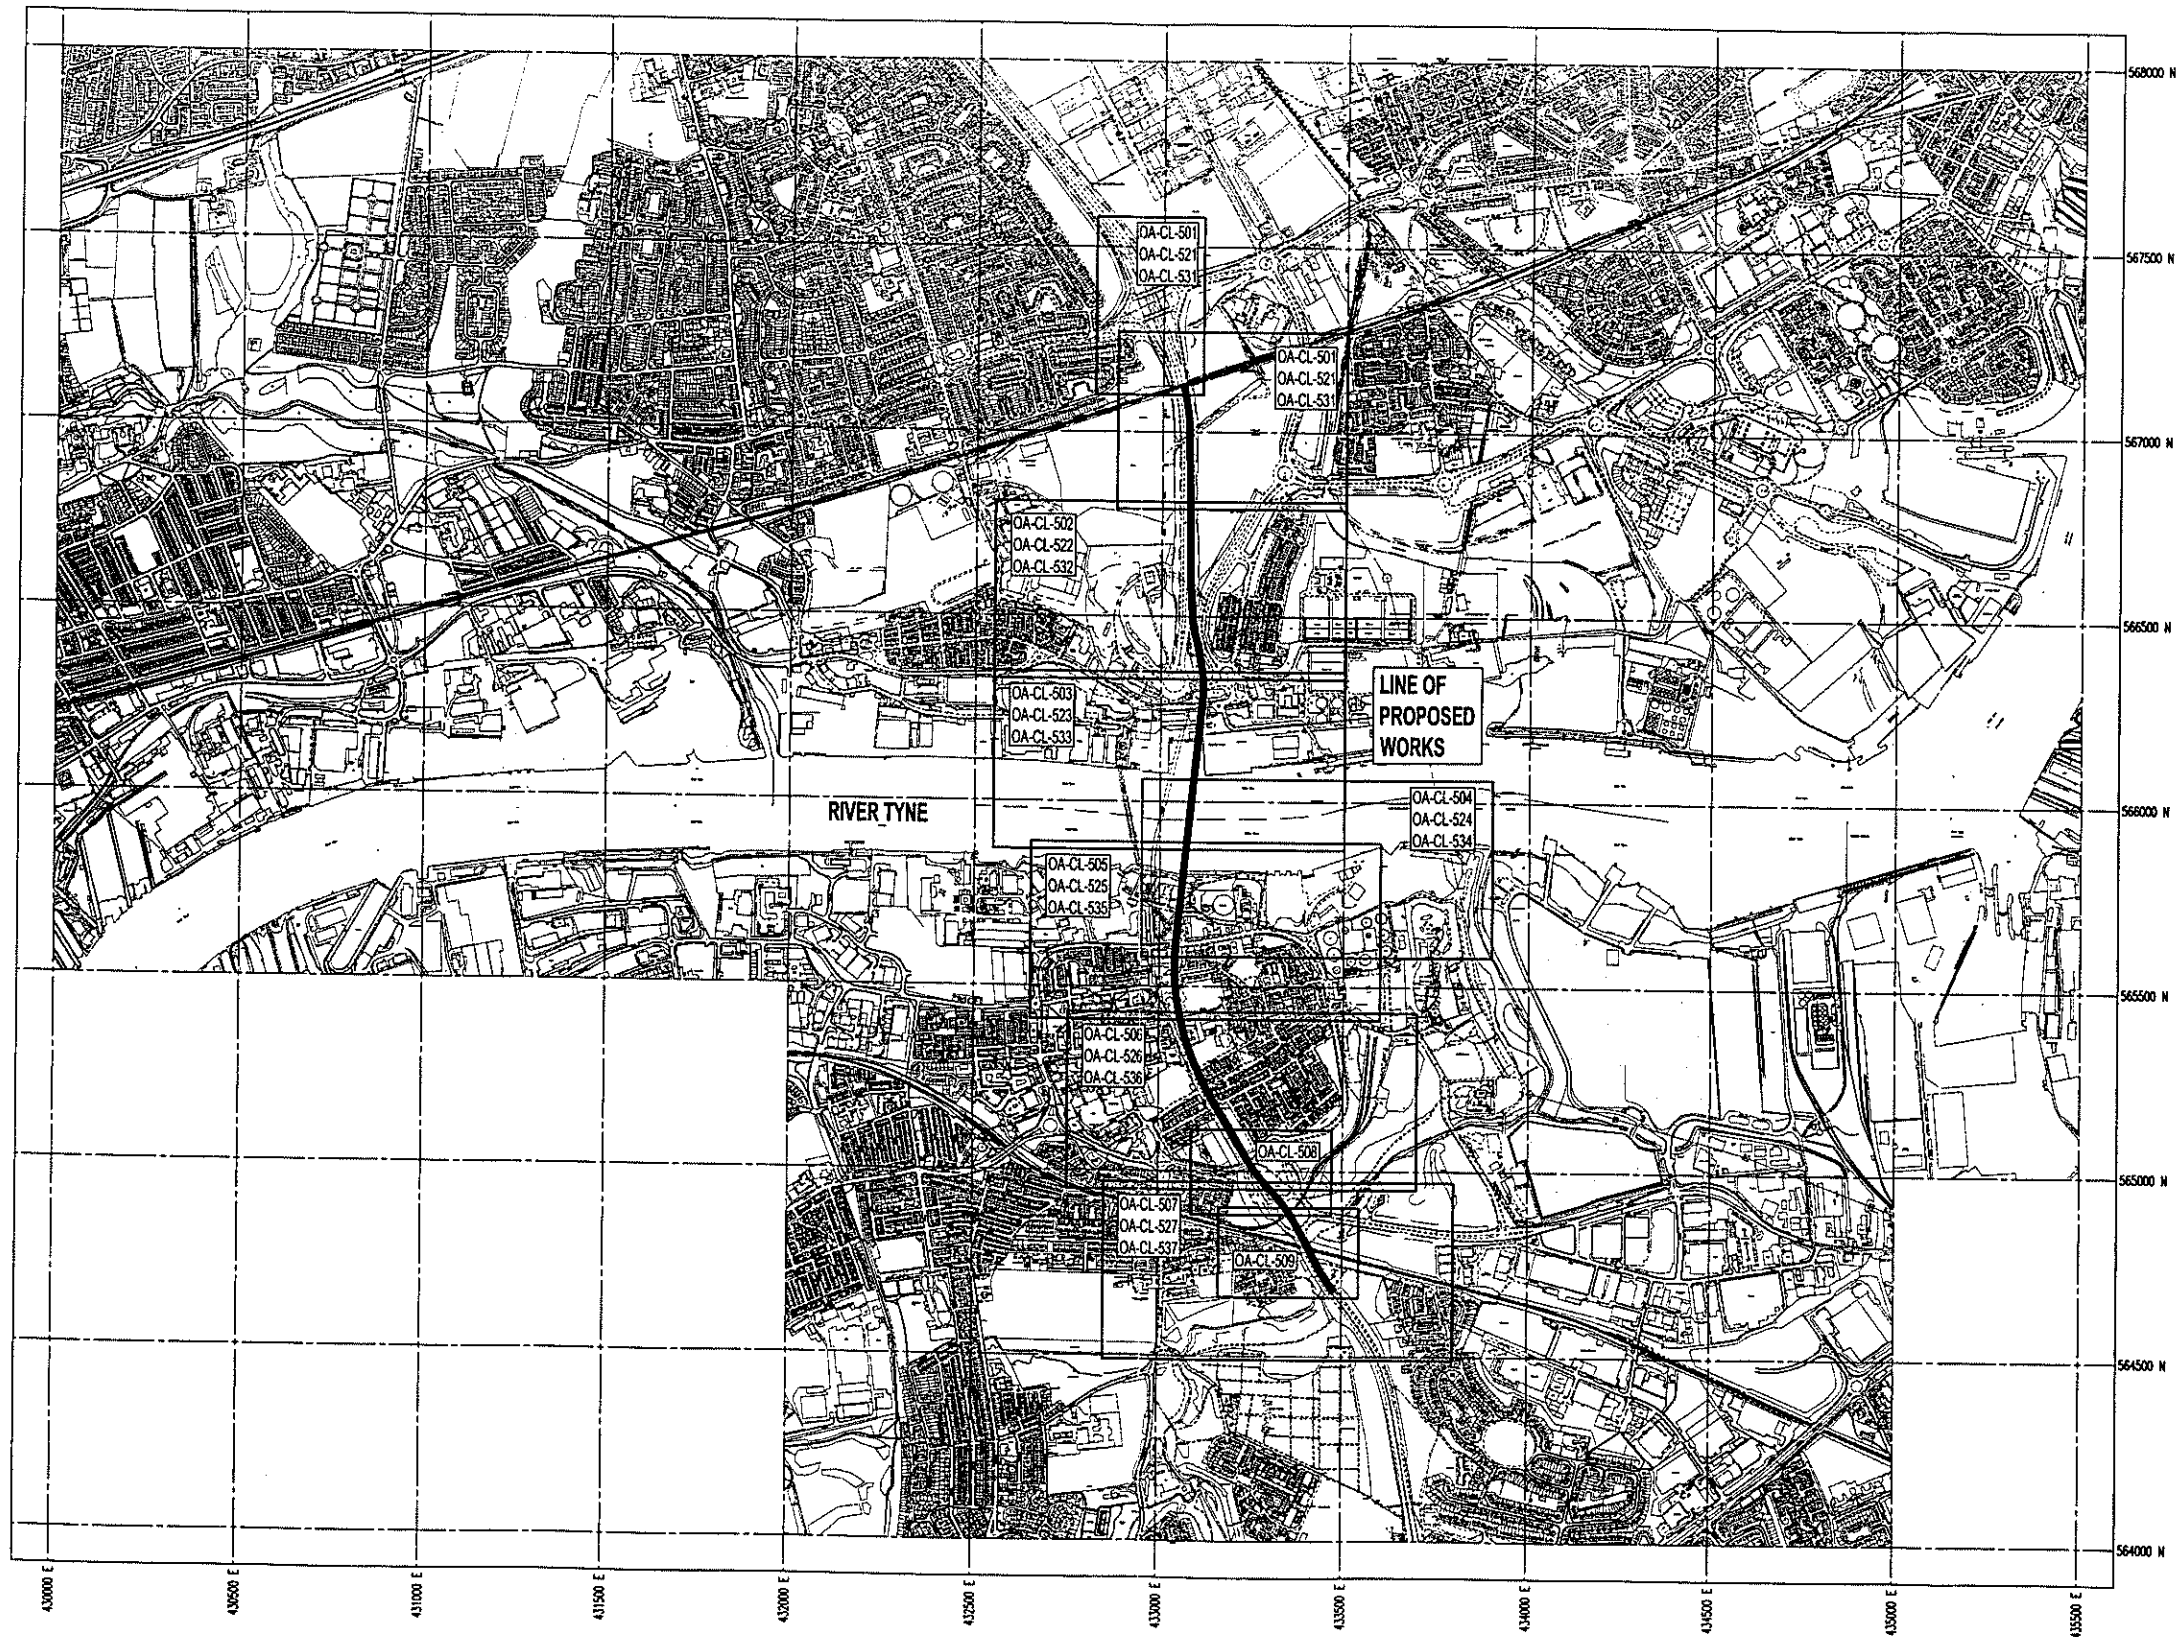 568000 N
OA-CL-501
OA-CL-521
OA-CL-531
567500 N
OA-CL-501
OA-CL-521
OA-CL-531
567000 N
OA-CL-502
OA-CL-522
OA-CL-532
566500 N
OA-CL-503
OA-CL-523
OA-CL-533
LINE OF
PROPOSED
WORKS
RIVER TYNE
OA-CL-504
OA-CL-524
OA-CL-534
566000 N
OA-CL-505
OA-CL-525
OA-CL-535
565500 N
OA-CL-506
OA-CL-526
OA-CL-536
OA-CL-508
565000 N
OA-CL-507
OA-CL-527
OA-CL-537
OA-CL-509
564500 N
564000 N
430000 E
430500 E
431000 E
431500 E
432000 E
432500 E
433000 E
433500 E
434000 E
434500 E
435000 E
435500 E